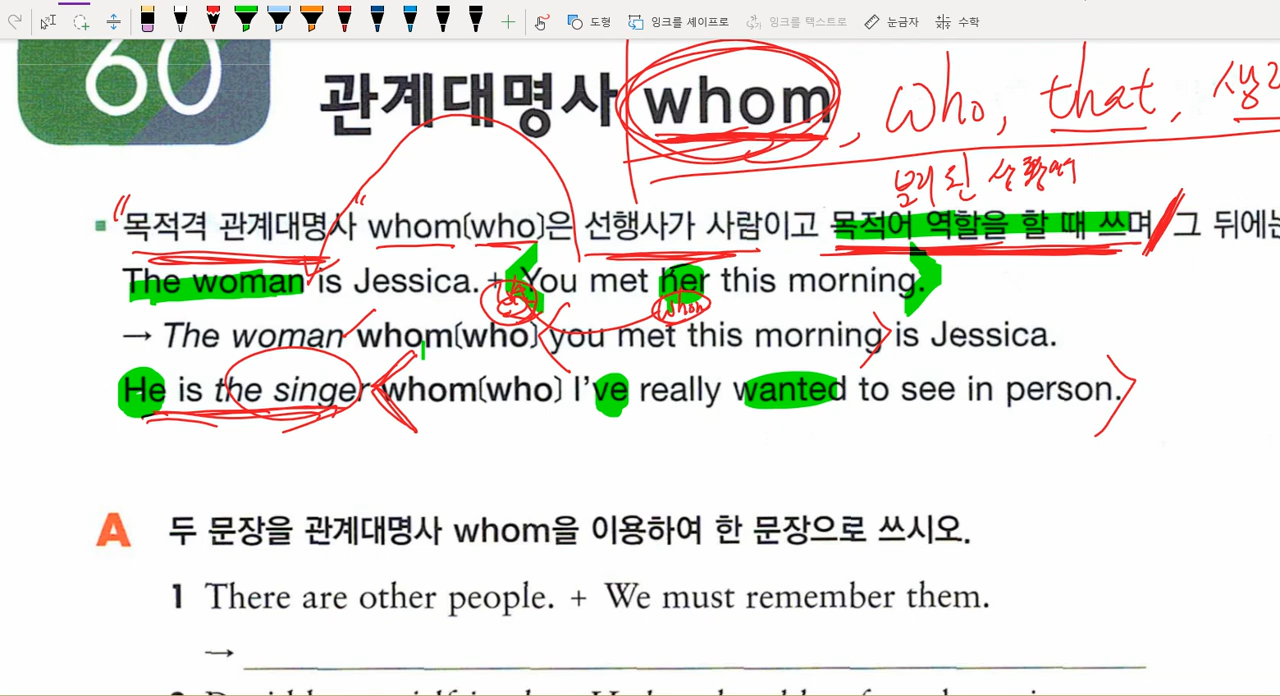 도형 잉크를 셰이프로 잉크를 텍스트로 눈금자 수학
60
관계대명사 whom, who, that,
분리된 상황에
“목적격 관계대명사“ whom(who)은 선행사가 사람이고 목적어 역할을 할 때 쓰며 / 그 뒤에는
The woman is Jessica. + You met her this morning.
whom
→ The woman whom(who) you met this morning is Jessica.
He is the singer whom(who) I've really wanted to see in person.
A 두 문장을 관계대명사 whom을 이용하여 한 문장으로 쓰시오.
1 There are other people. + We must remember them.
→